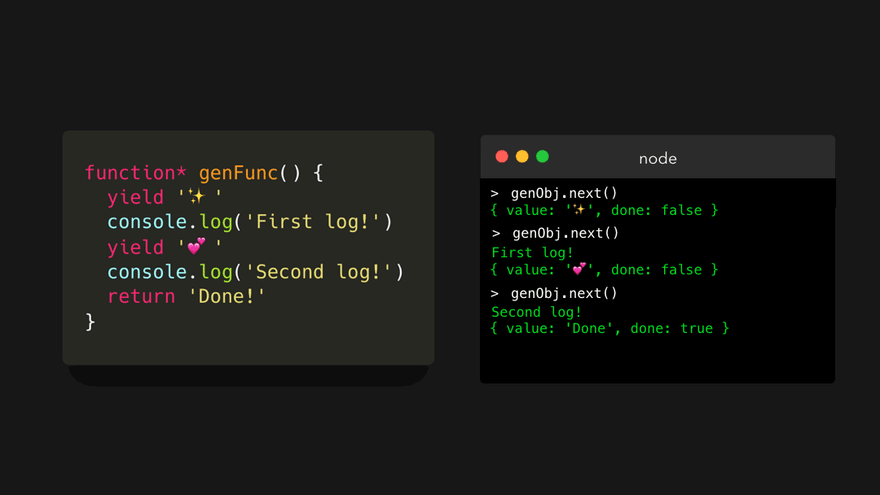 function* genFunc() {
  yield '✨ '
  console.log('First log!')
  yield '💕 '
  console.log('Second log!')
  return 'Done!'
}
node
> genObj.next()
{ value: '✨', done: false }
> genObj.next()
First log!
{ value: '💕', done: false }
> genObj.next()
Second log!
{ value: 'Done', done: true }